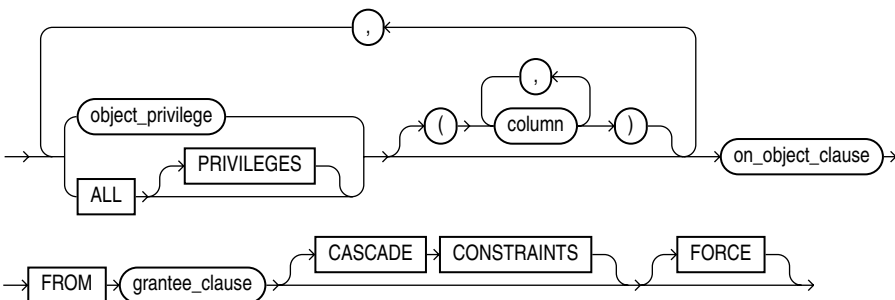 ,
,
object_privilege
( column )
PRIVILEGES
on_object_clause
ALL
CASCADE CONSTRAINTS FORCE
FROM grantee_clause